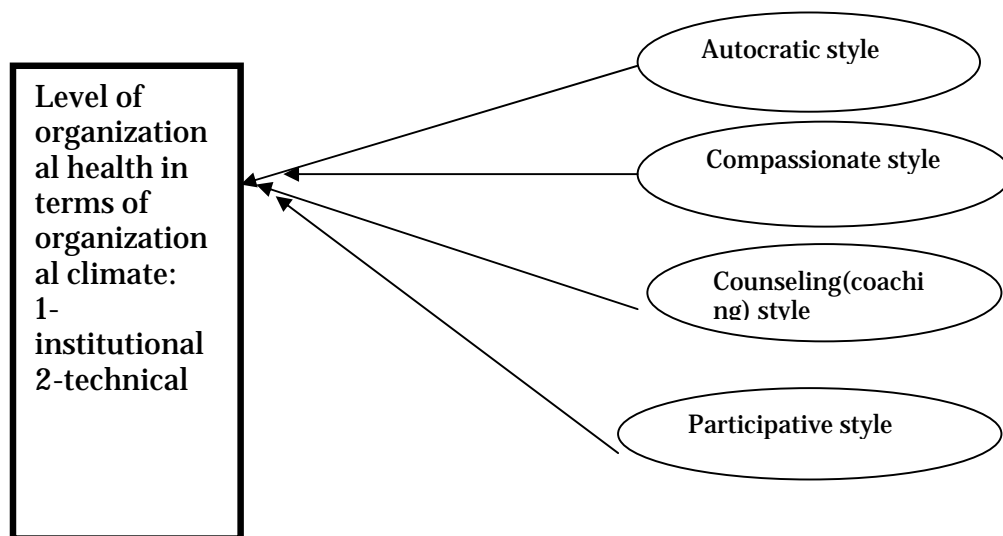 Level of
organization
al health in
terms of
organization
al climate:
1-
institutional
2-technical
Autocratic style
Compassionate style
Counseling(coachi
ng) style
Participative style